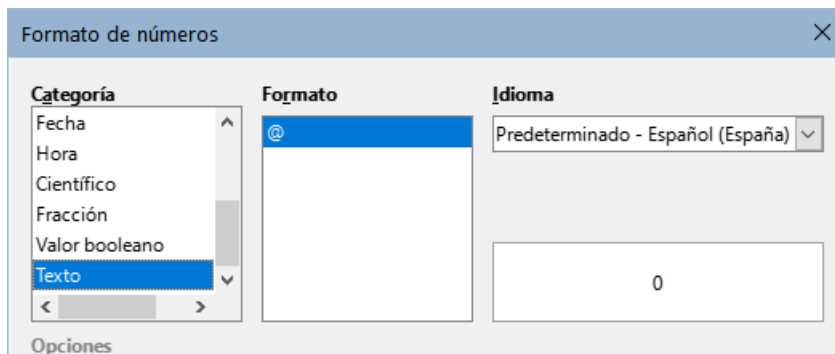 Formato de números
Categoría
Formato
Idioma
Fecha
Hora
Científico
Fracción
Valor booleano
Texto
@
Predeterminado - Español (España)
0
Opciones